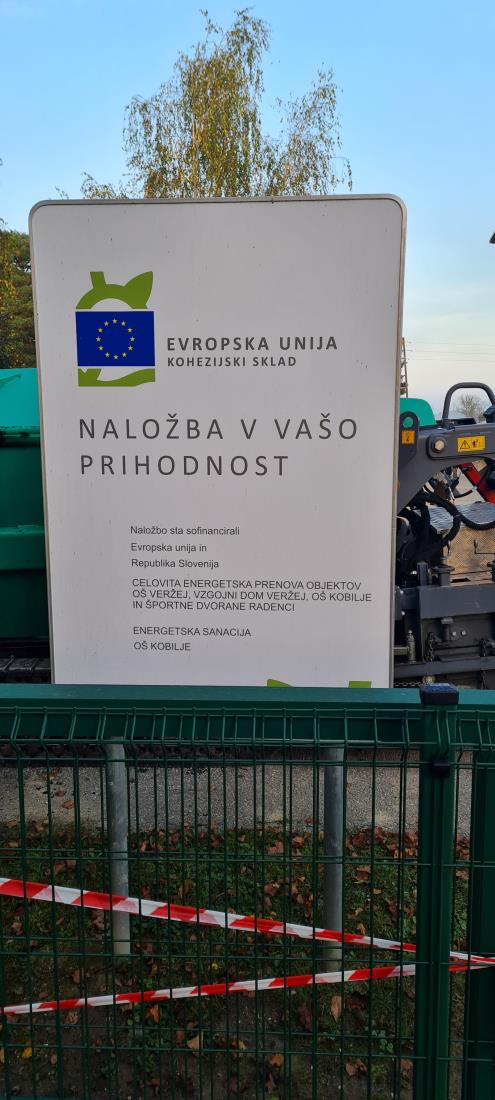 EVROPSKA UNIJA
KOHEZIJSKI SKLAD
NALOŽBA V VAŠO
PRIHODNOST
Naložbo sta sofinancirali
Evropska unija in
Republika Slovenija
CELOVITA ENERGETSKA PRENOVA OBJEKTOV
OŠ VERŽEJ, VZGOJNI DOM VERŽEJ, OŠ KOBILJE
IN ŠPORTNE DVORANE RADENCI
ENERGETSKA SANACIJA
OŠ KOBILJE